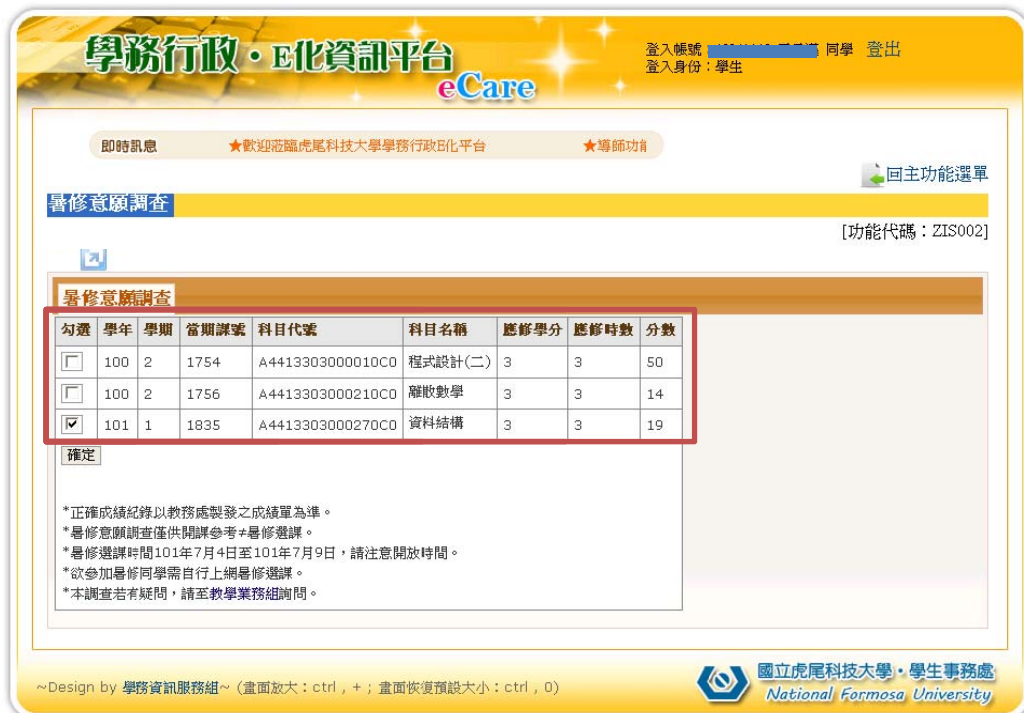 學務行政・E化資訊平台
eCare
登入帳號 同學 登出
登入身份：學生
即時訊息 ★歡迎蒞臨虎尾科技大學學務行政E化平台 ★導師功
回主功能選單
暑修意願調查
[功能代碼：ZIS002]
暑修意願調查
勾選 學年 學期 當期課號 科目代號 科目名稱 應修學分 應修時數 分數
100 2 1754 A4413303000010C0 程式設計(二) 3 3 50
100 2 1756 A4413303000210C0 離散數學 3 3 14
101 1 1835 A4413303000270C0 資料結構 3 3 19
確定
*正確成績紀錄以教務處製發之成績單為準。
*暑修意願調查僅供開課參考≠暑修選課。
*暑修選課時間101年7月4日至101年7月9日，請注意開放時間。
*欲參加暑修同學需自行上網暑修選課。
*本調查若有疑問，請至教學業務組詢問。
~Design by 學務資訊服務組~ (畫面放大：ctrl , + ; 畫面恢復預設大小：ctrl , 0)
國立虎尾科技大學・學生事務處
National Formosa University